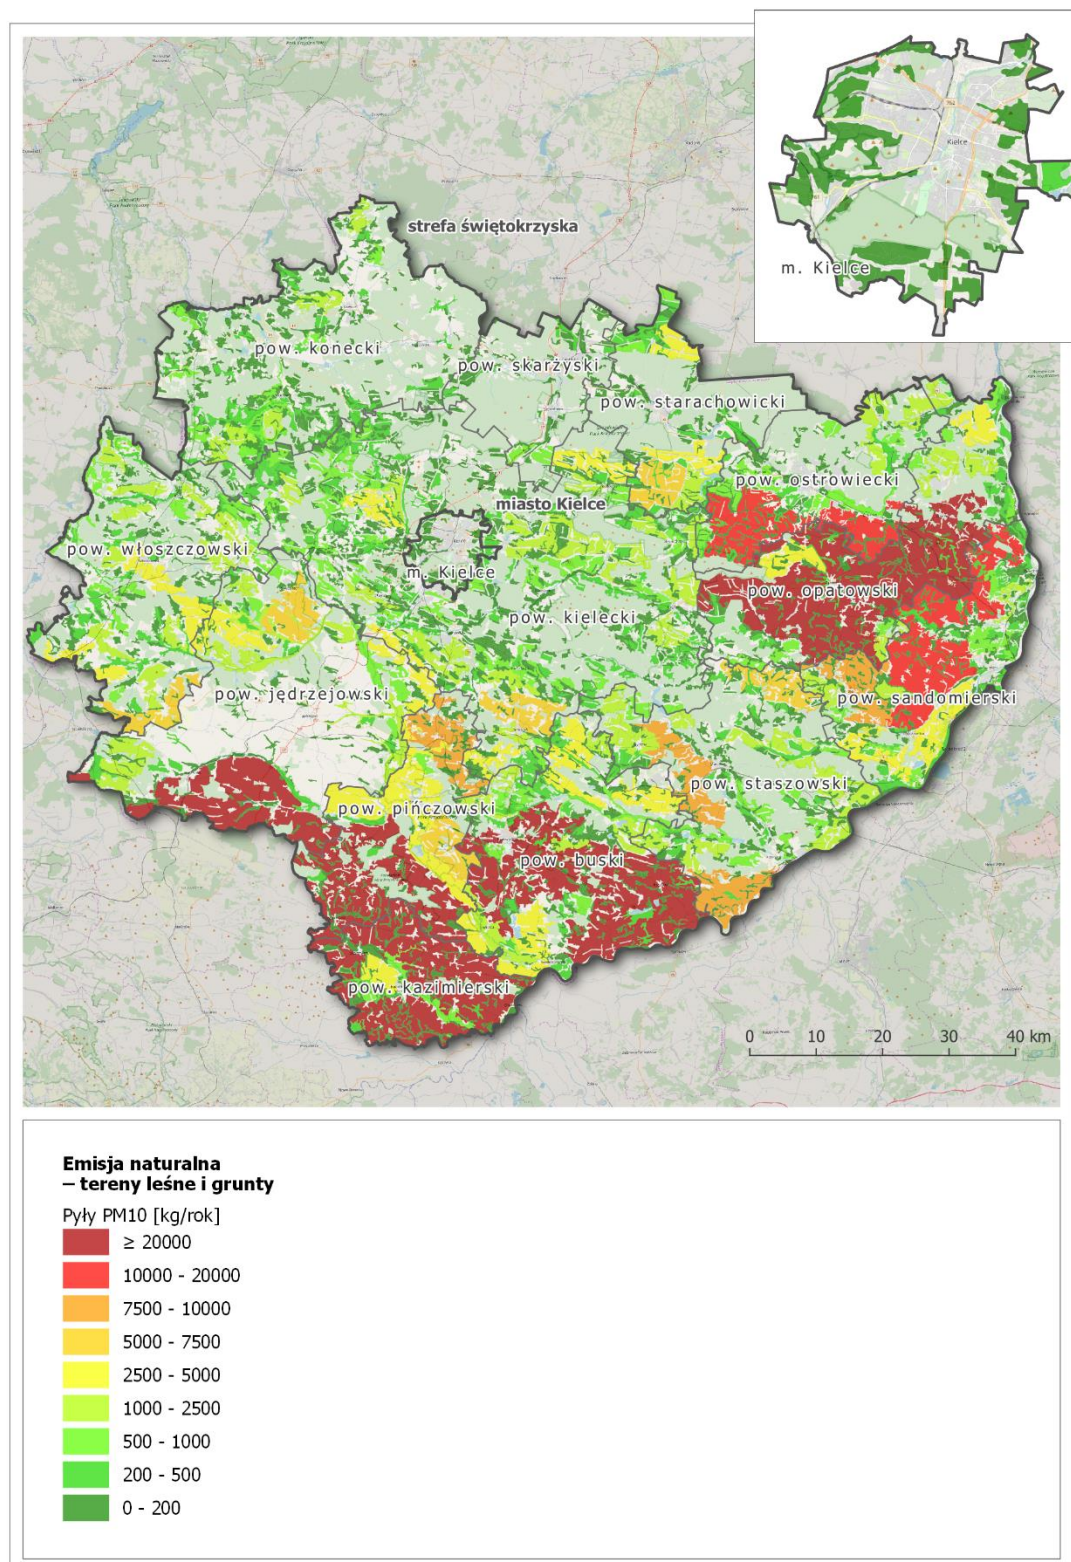 Kielce
m. Kielce
strefa świętokrzyska
pow. konecki
pow. skarżyski
pow. starachowicki
pow. ostrowiecki
miasto Kielce
pow. włoszczowski
m. Kielce
pow. opatowski
pow. kielecki
pow. jędrzejowski
pow. sandomierski
pow. staszowski
pow. pińczowski
pow. buski
pow. kazimierski
0 10 20 30 40 km
Emisja naturalna
– tereny leśne i grunty
Pyły PM10 [kg/rok]
≥ 20000
10000 - 20000
7500 - 10000
5000 - 7500
2500 - 5000
1000 - 2500
500 - 1000
200 - 500
0 - 200